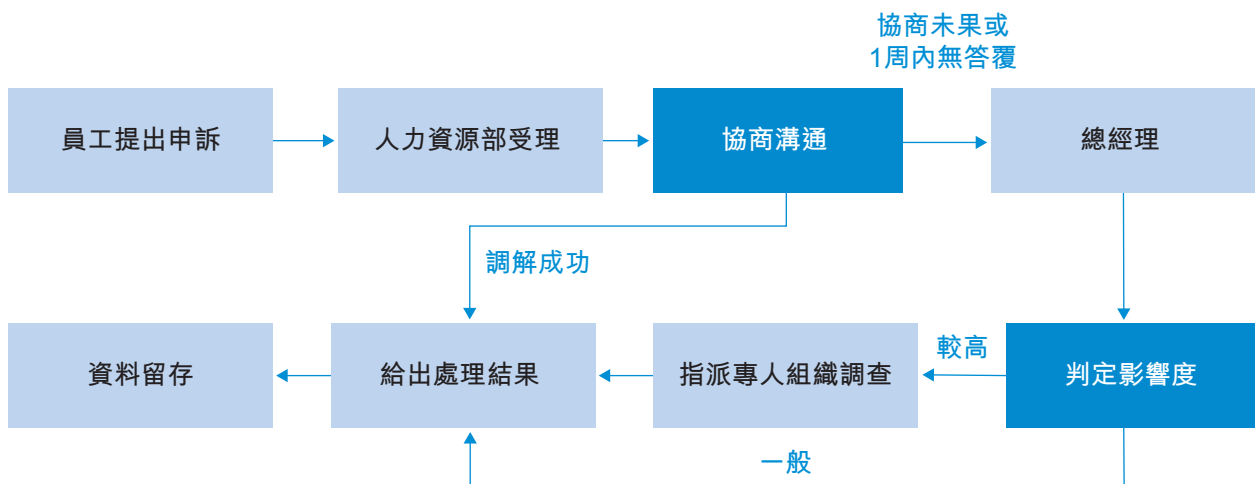 協商未果或
1周內無答覆
員工提出申訴
人力資源部受理
協商溝通
總經理
調解成功
資料留存
給出處理結果
指派專人組織調查
較高
判定影響度
一般